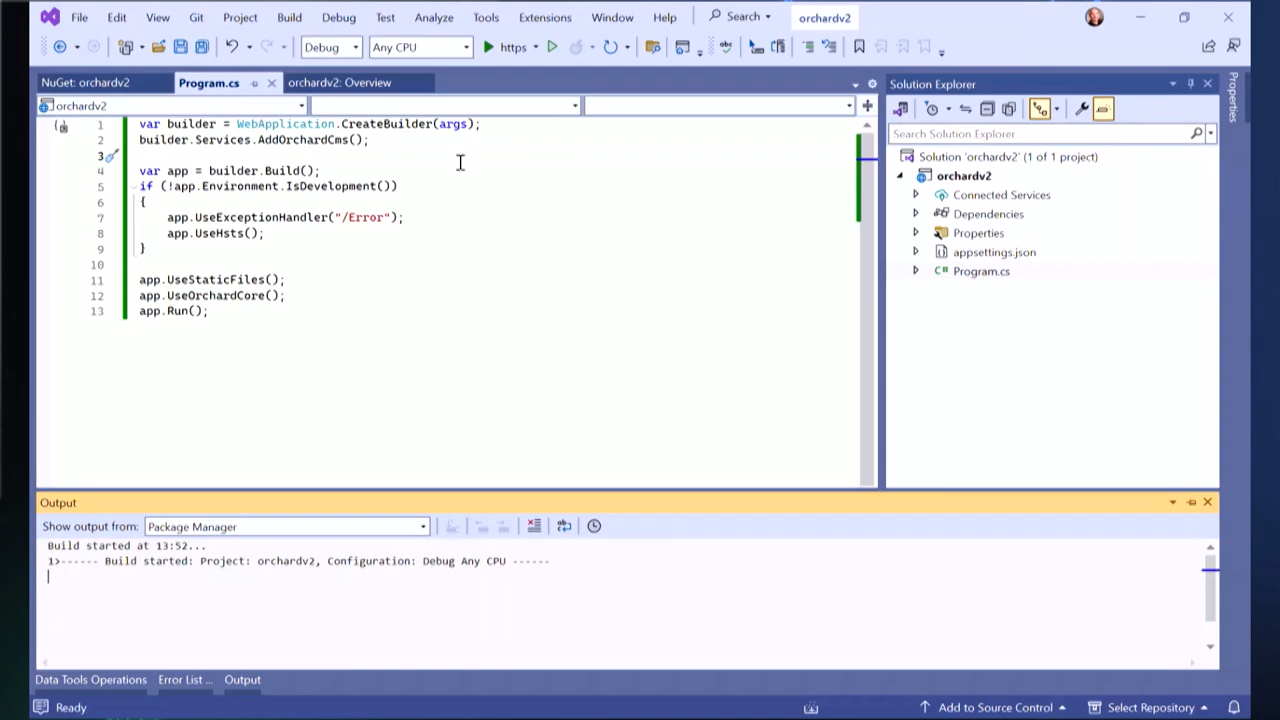 File Edit View Git Project Build Debug Test Analyze Tools Extensions Window Help Search orchardv2
Debug Any CPU https
NuGet: orchardv2 Program.cs orchardv2: Overview
orchardv2
1 var builder = WebApplication.CreateBuilder(args);
2 builder.Services.AddOrchardCms();
3
4 var app = builder.Build();
5 if (!app.Environment.IsDevelopment())
6 {
7 app.UseExceptionHandler("/Error");
8 app.UseHsts();
9 }
10
11 app.UseStaticFiles();
12 app.UseOrchardCore();
13 app.Run();
Solution Explorer
Search Solution Explorer
Solution 'orchardv2' (1 of 1 project)
orchardv2
Connected Services
Dependencies
Properties
appsettings.json
C# Program.cs
Properties
Output
Show output from: Package Manager
Build started at 13:52...
1>------ Build started: Project: orchardv2, Configuration: Debug Any CPU ------
Data Tools Operations Error List ... Output
Ready Add to Source Control Select Repository